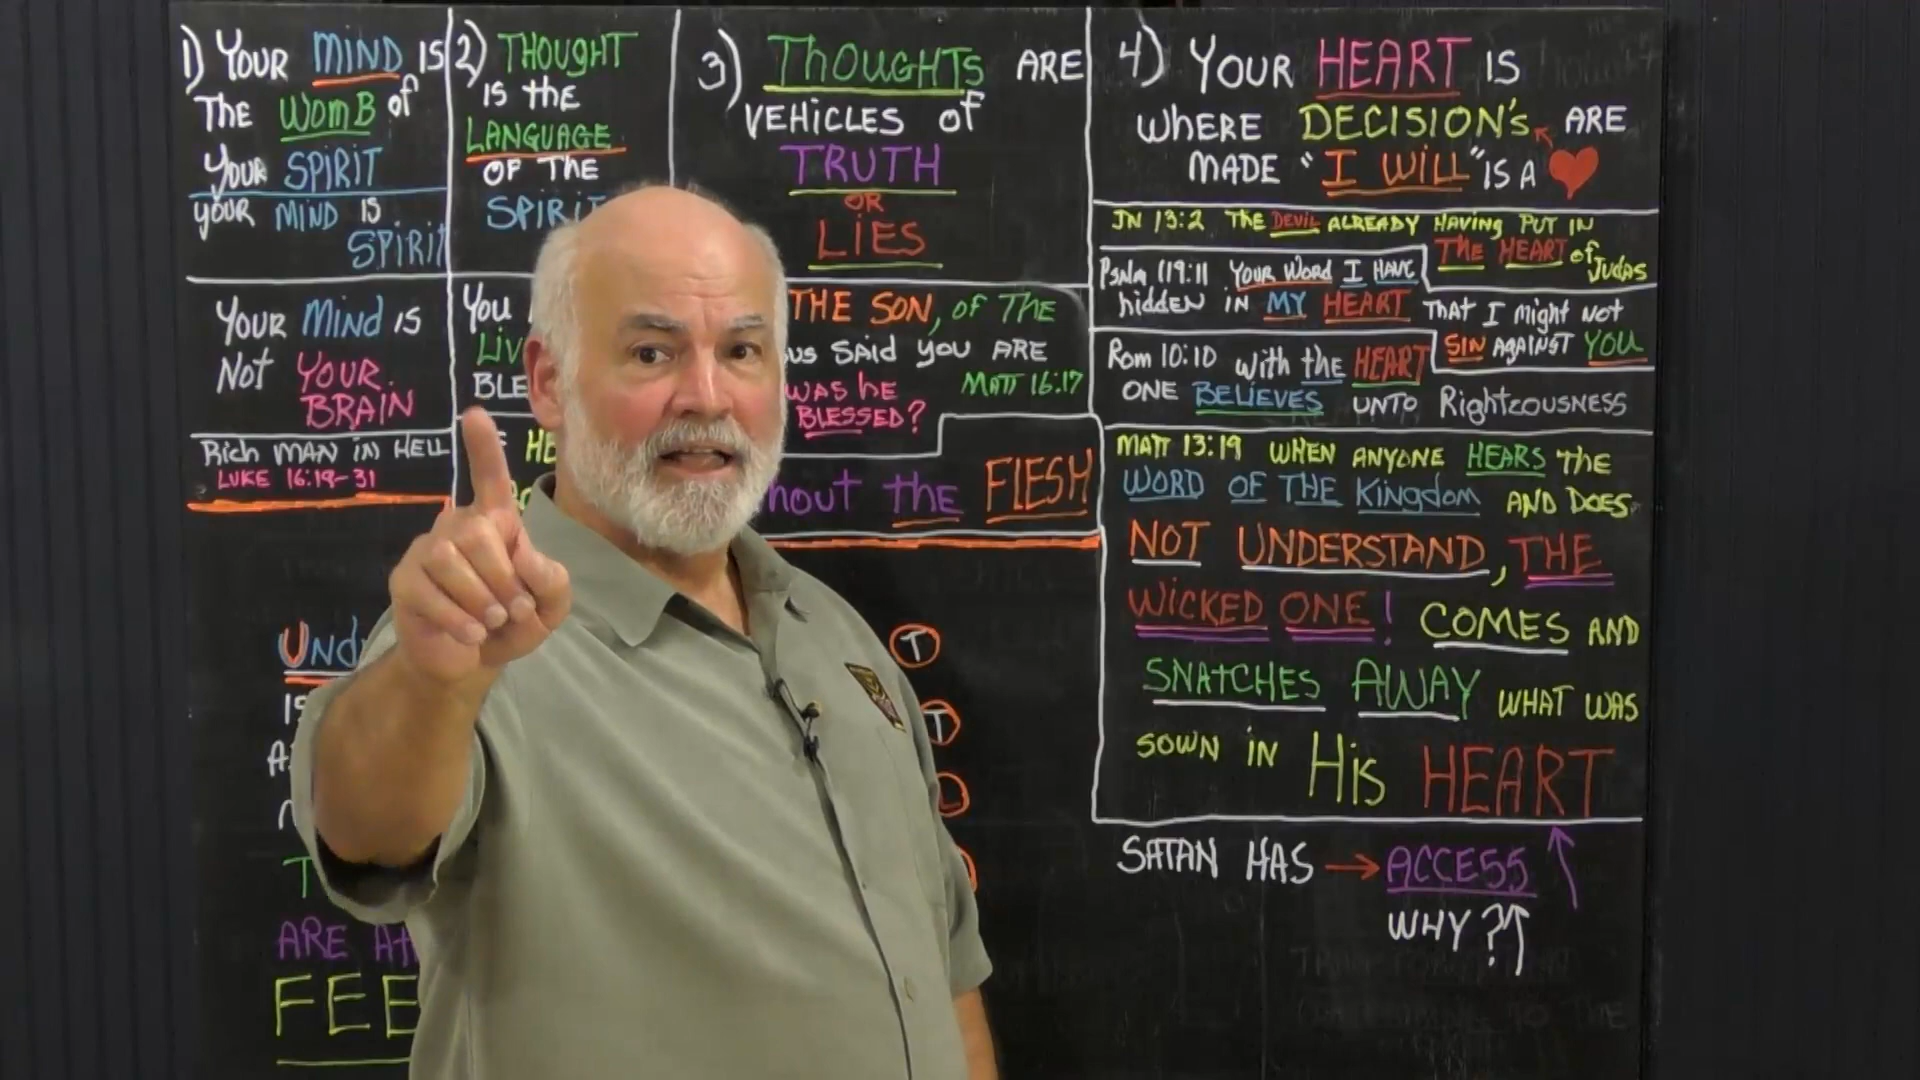 1) YOUR MIND IS
THE WOMB of
YOUR SPIRIT
YOUR MIND IS
SPIRIT
YOUR MIND IS
NOT YOUR
BRAIN
Rich MAN IN HELL
LUKE 16:19-31
2) THOUGHT
IS the
LANGUAGE
OF THE
SPIRIT
YOU
3) THOUGHTS ARE
VEHICLES of
TRUTH
OR
LIES
THE SON, OF THE
SAID YOU ARE
WAS HE MATT 16:17
BLESSED?
the FLESH
4) YOUR HEART IS
WHERE DECISION'S ARE
MADE "I WILL" IS A
JN 13:2 THE DEVIL ALREADY HAVING PUT IN
THE HEART of
JUDAS
PSALM 119:11 YOUR WORD I HAVE
hidden IN MY HEART THAT I MIGHT NOT
SIN AGAINST YOU
Rom 10:10 with the HEART
ONE BELIEVES UNTO RIGHTEOUSNESS
MATT 13:19 WHEN ANYONE HEARS THE
WORD OF THE KINGDOM AND DOES
NOT UNDERSTAND, THE
WICKED ONE! COMES AND
SNATCHES AWAY WHAT WAS
SOWN IN HIS HEART
SATAN HAS → ACCESS
WHY?
IS
ARE
T
T
L